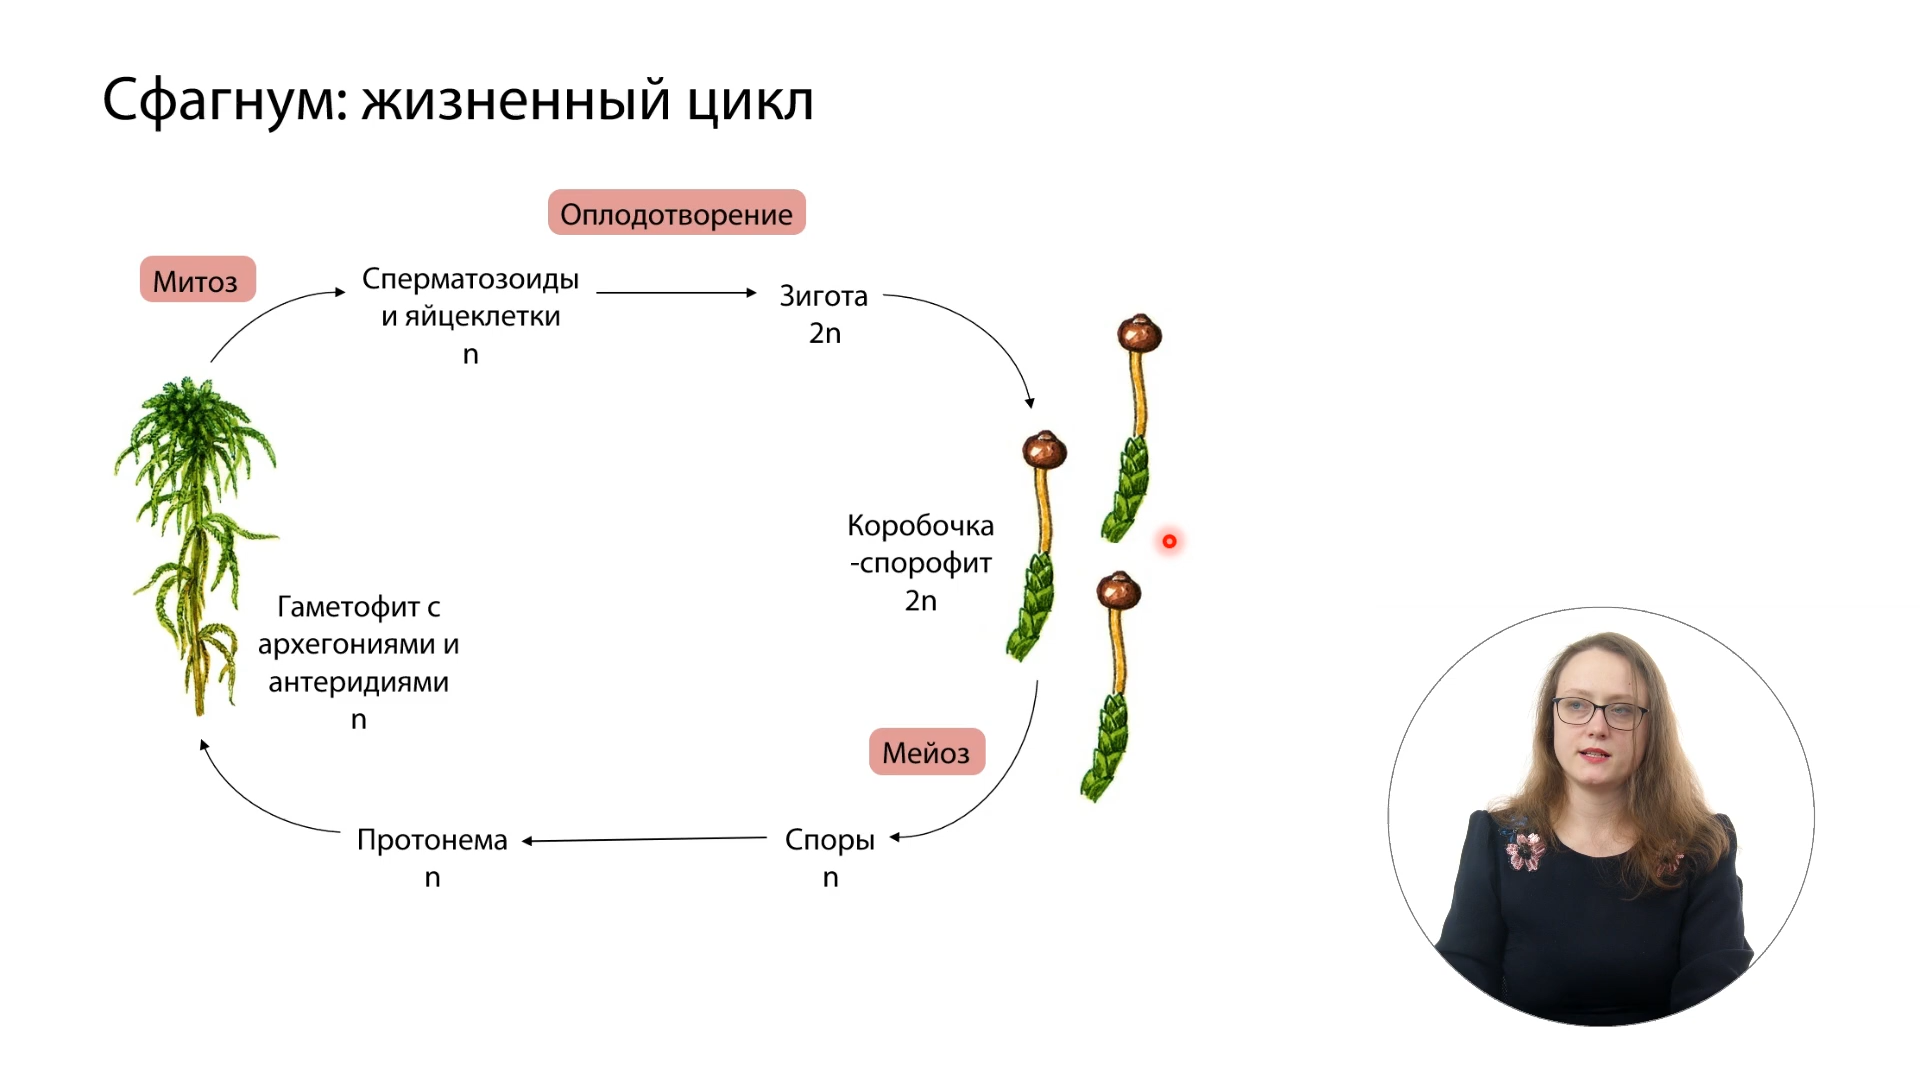 Сфагнум: жизненный цикл
Оплодотворение
Митоз
Сперматозоиды
и яйцеклетки
n
Зигота
2n
Коробочка
-спорофит
2n
Гаметофит с
архегониями и
антеридиями
n
Мейоз
Протонема
n
Споры
n